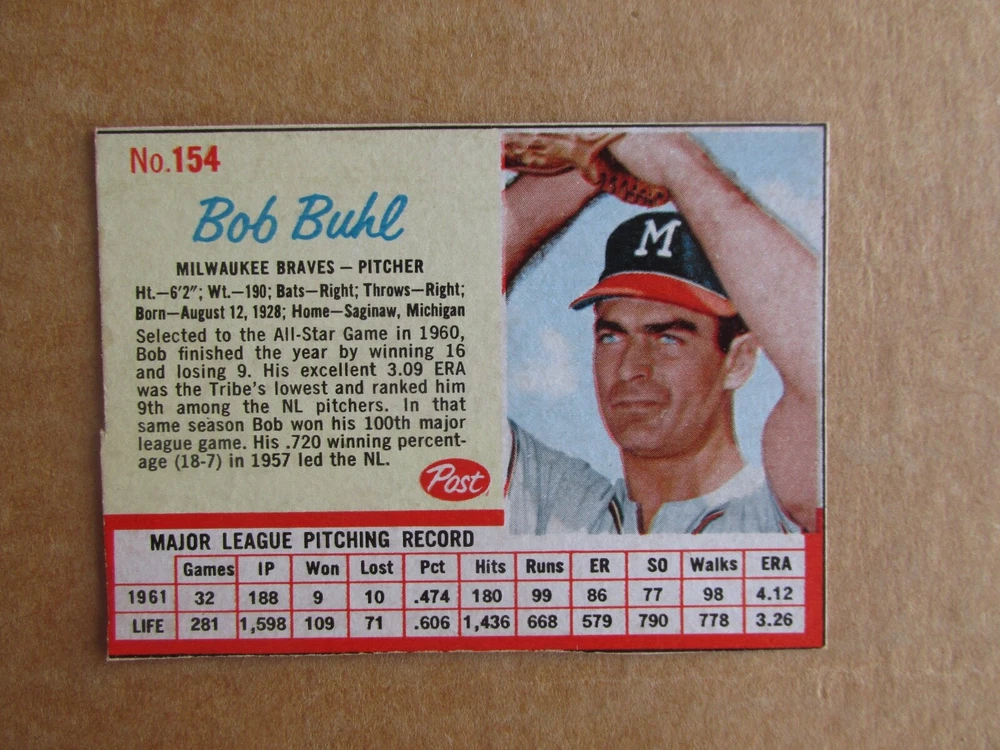 No.154
Bob Buhl
MILWAUKEE BRAVES – PITCHER
Ht.–6'2"; Wt.–190; Bats–Right; Throws–Right;
Born–August 12, 1928; Home–Saginaw, Michigan
Selected to the All-Star Game in 1960,
Bob finished the year by winning 16
and losing 9. His excellent 3.09 ERA
was the Tribe's lowest and ranked him
9th among the NL pitchers. In that
same season Bob won his 100th major
league game. His .720 winning percent-
age (18-7) in 1957 led the NL.
Post
M
MAJOR LEAGUE PITCHING RECORD
Games IP Won Lost Pct Hits Runs ER SO Walks ERA
1961 32 188 9 10 .474 180 99 86 77 98 4.12
LIFE 281 1,598 109 71 .606 1,436 668 579 790 778 3.26